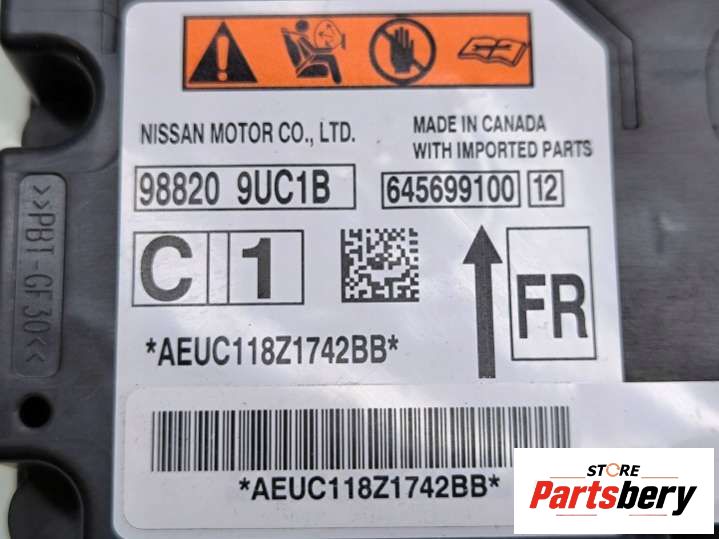 NISSAN MOTOR CO., LTD.
MADE IN CANADA
WITH IMPORTED PARTS
98820 9UC1B
645699100 12
C 1
FR
*AEUC118Z1742BB*
*AEUC118Z1742BB*
>>PBT-GF30<<
STORE
Partsbery